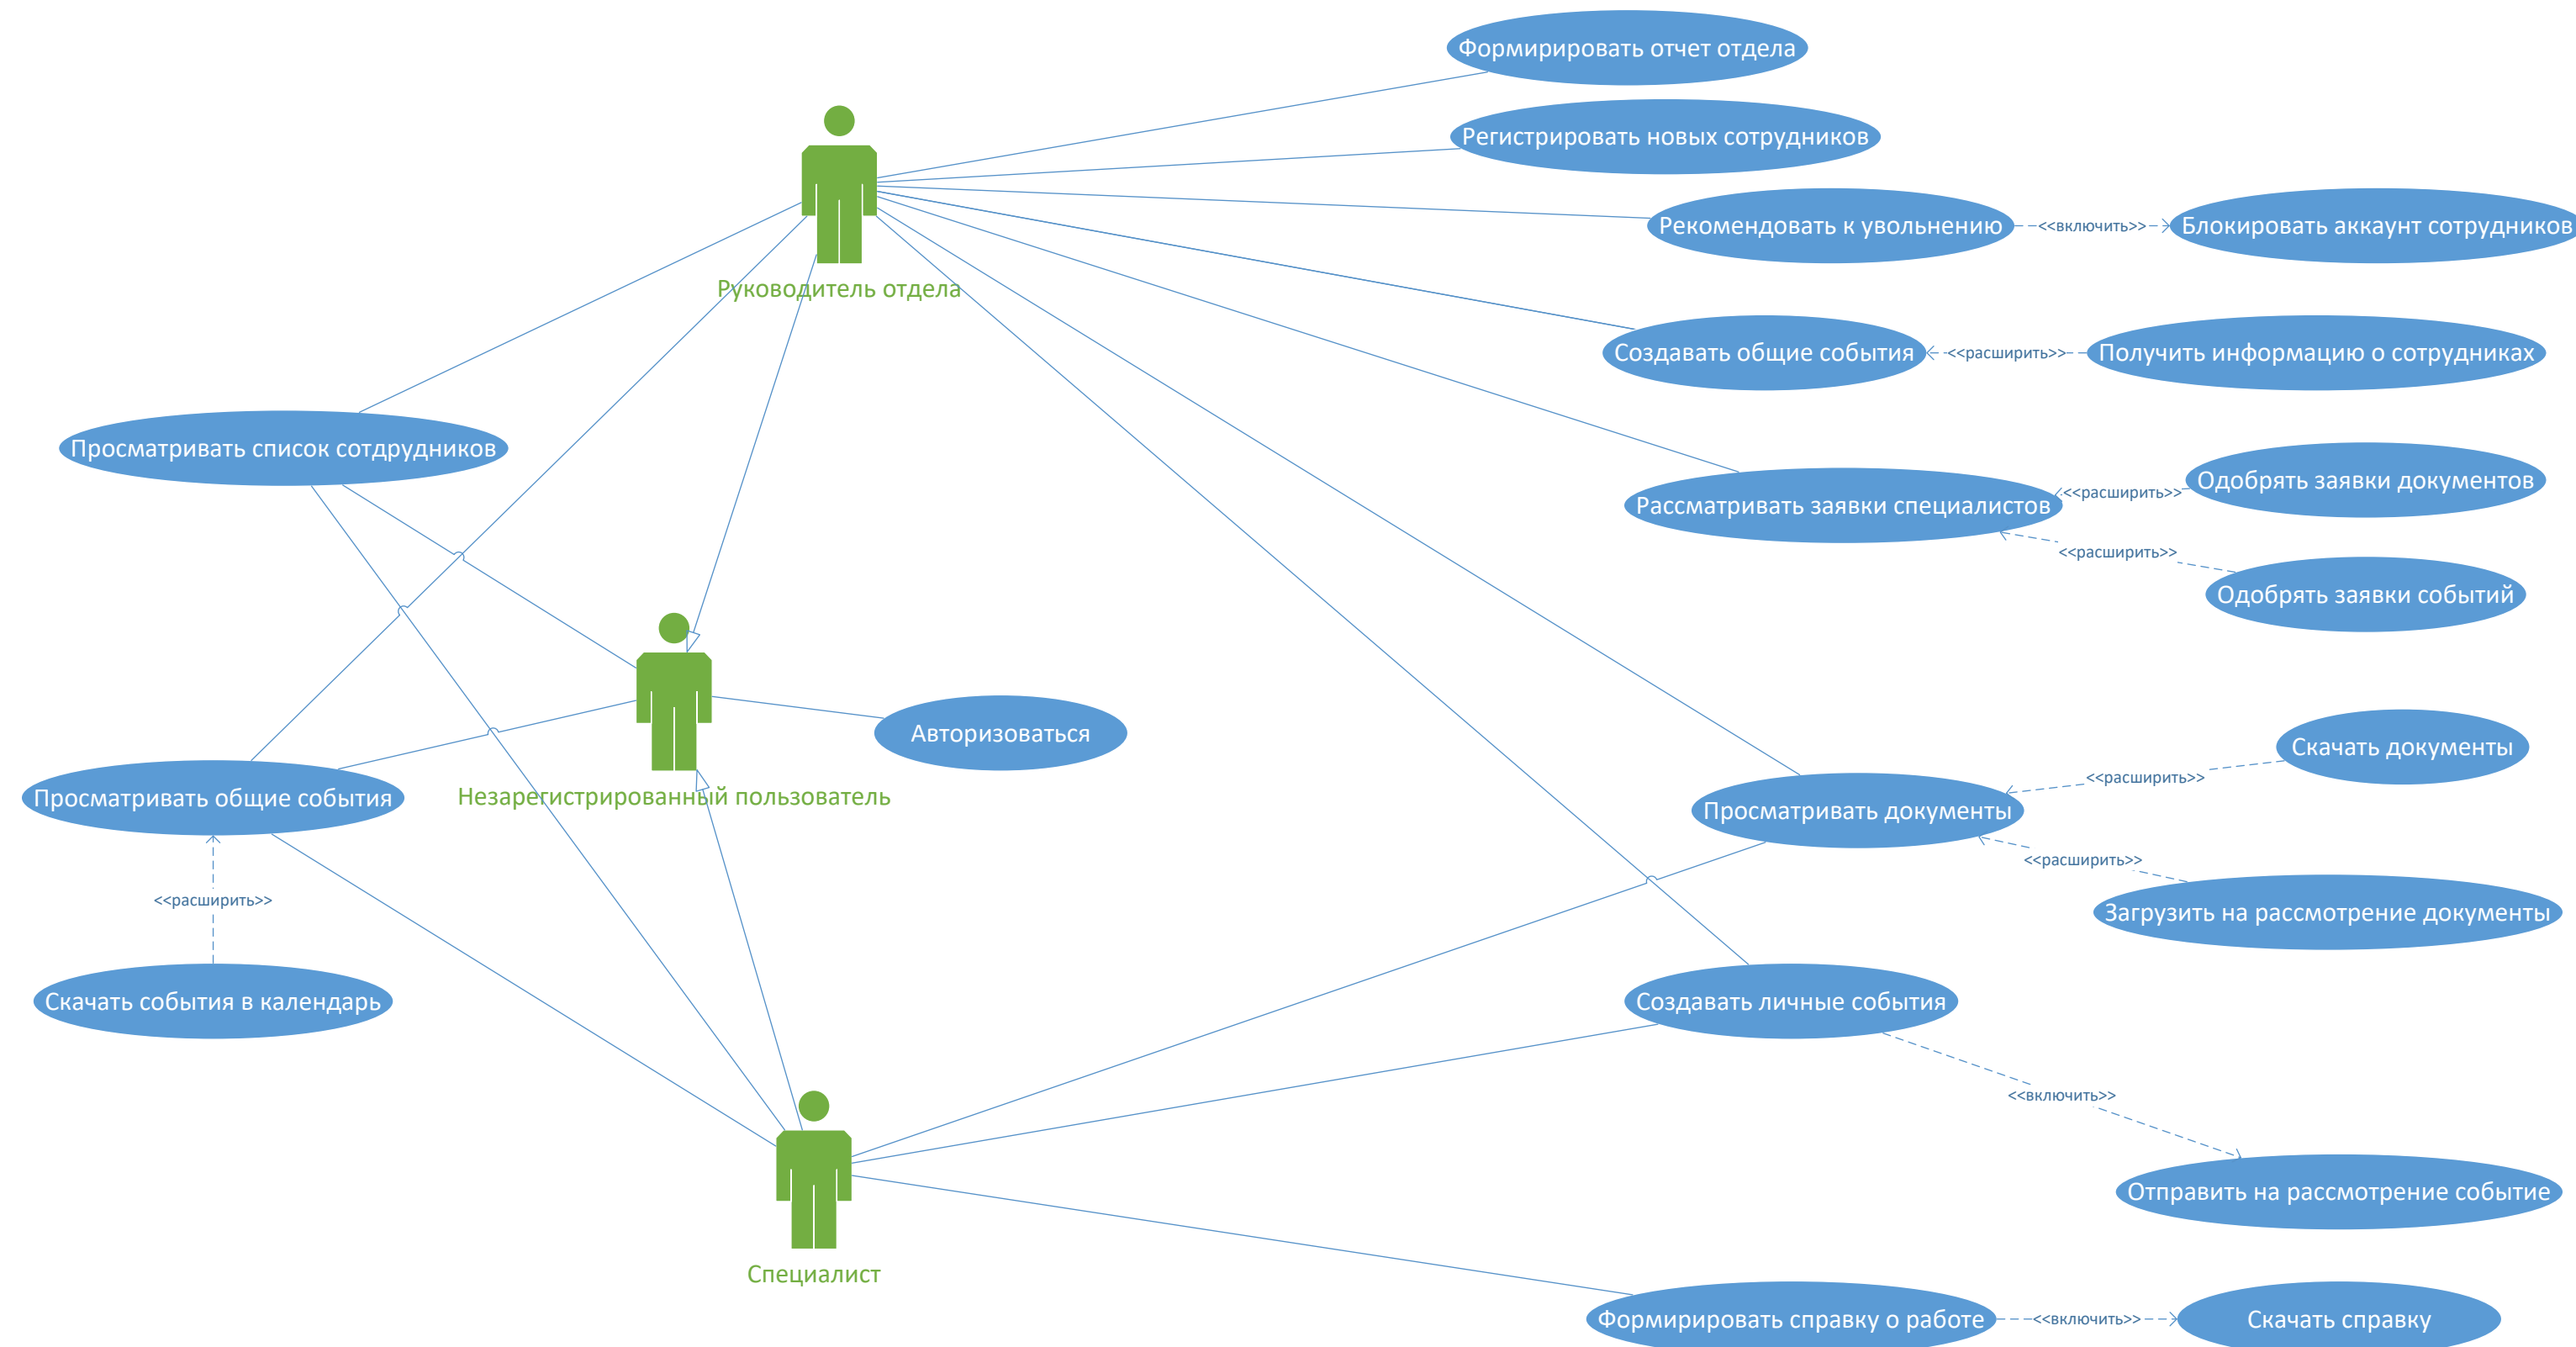 Формирировать отчет отдела
Регистрировать новых сотрудников
Рекомендовать к увольнению
<<включить>>
Блокировать аккаунт сотрудников
Руководитель отдела
Создавать общие события
<<расширить>>
Получить информацию о сотрудниках
Просматривать список сотдрудников
Рассматривать заявки специалистов
<<расширить>>
Одобрять заявки документов
<<расширить>>
Одобрять заявки событий
Авторизоваться
Незарегистрированный пользователь
Просматривать общие события
<<расширить>>
Скачать события в календарь
Просматривать документы
<<расширить>>
Скачать документы
<<расширить>>
Загрузить на рассмотрение документы
Создавать личные события
<<включить>>
Отправить на рассмотрение событие
Специалист
Формирировать справку о работе
<<включить>>
Скачать справку